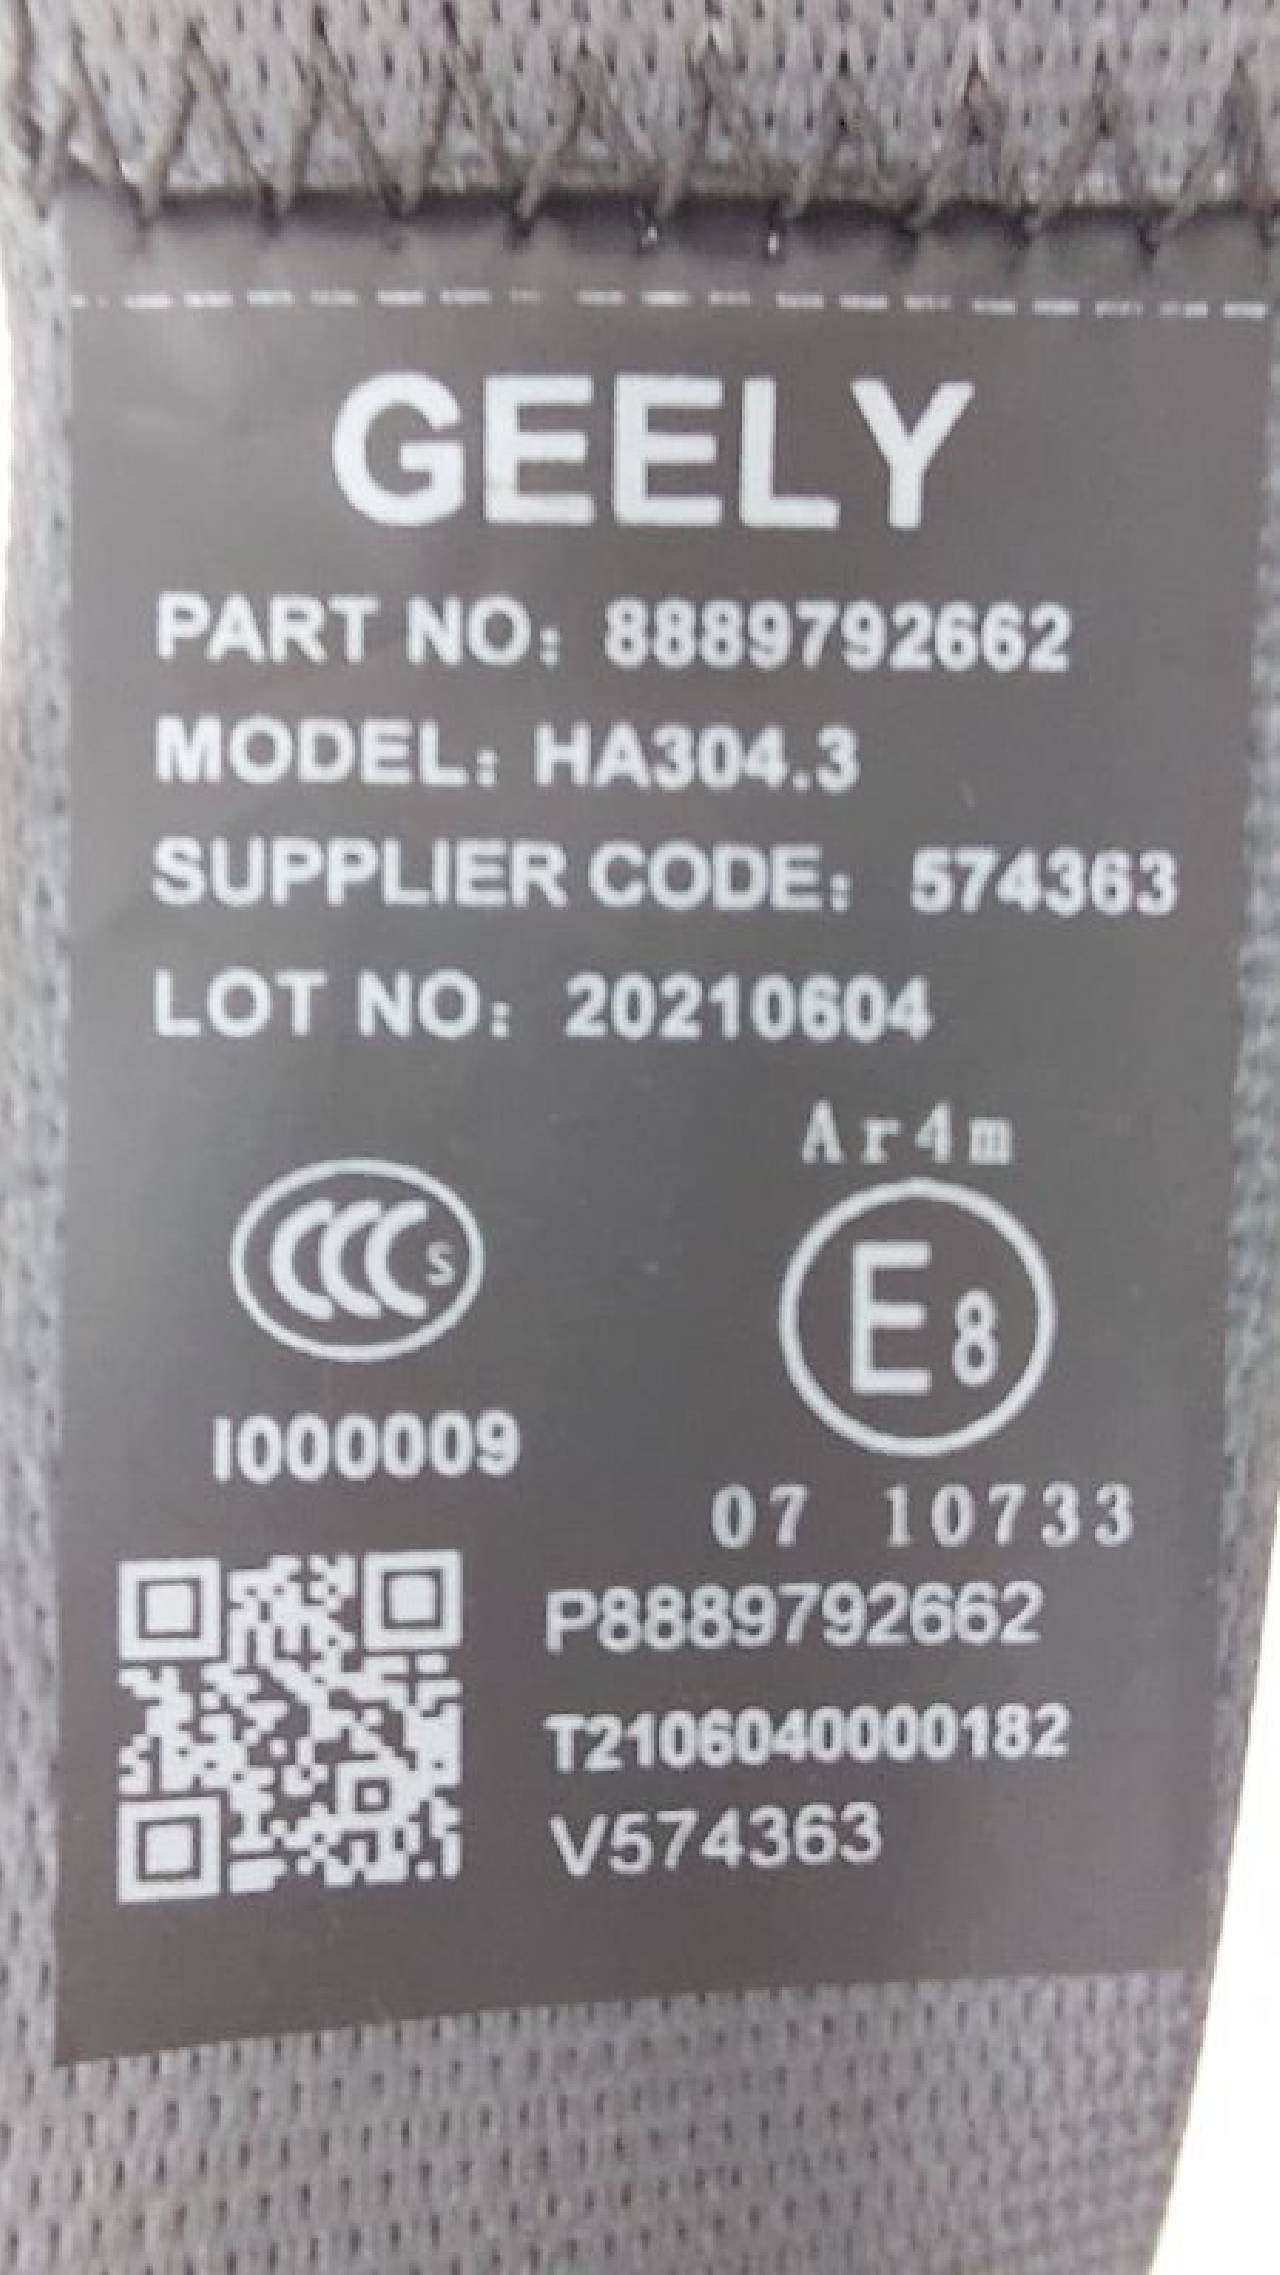 GEELY
PART NO: 8889792662
MODEL: HA304.3
SUPPLIER CODE: 574363
LOT NO: 20210604
Ar4m
CCC S
E8
I000009
07 10733
P8889792662
T2106040000182
V574363